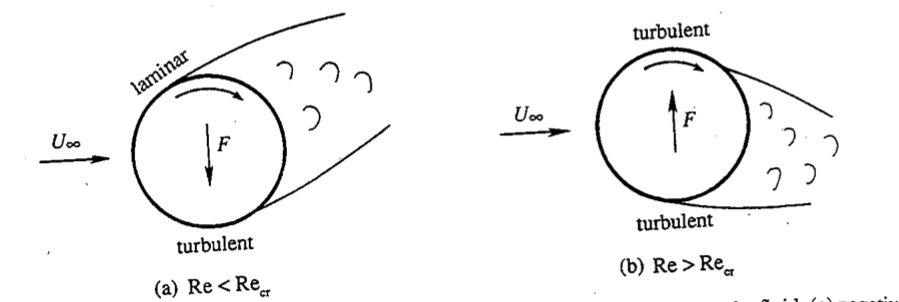 laminar
U∞
F
turbulent
(a) Re < Re_cr
turbulent
U∞
F
turbulent
(b) Re > Re_cr